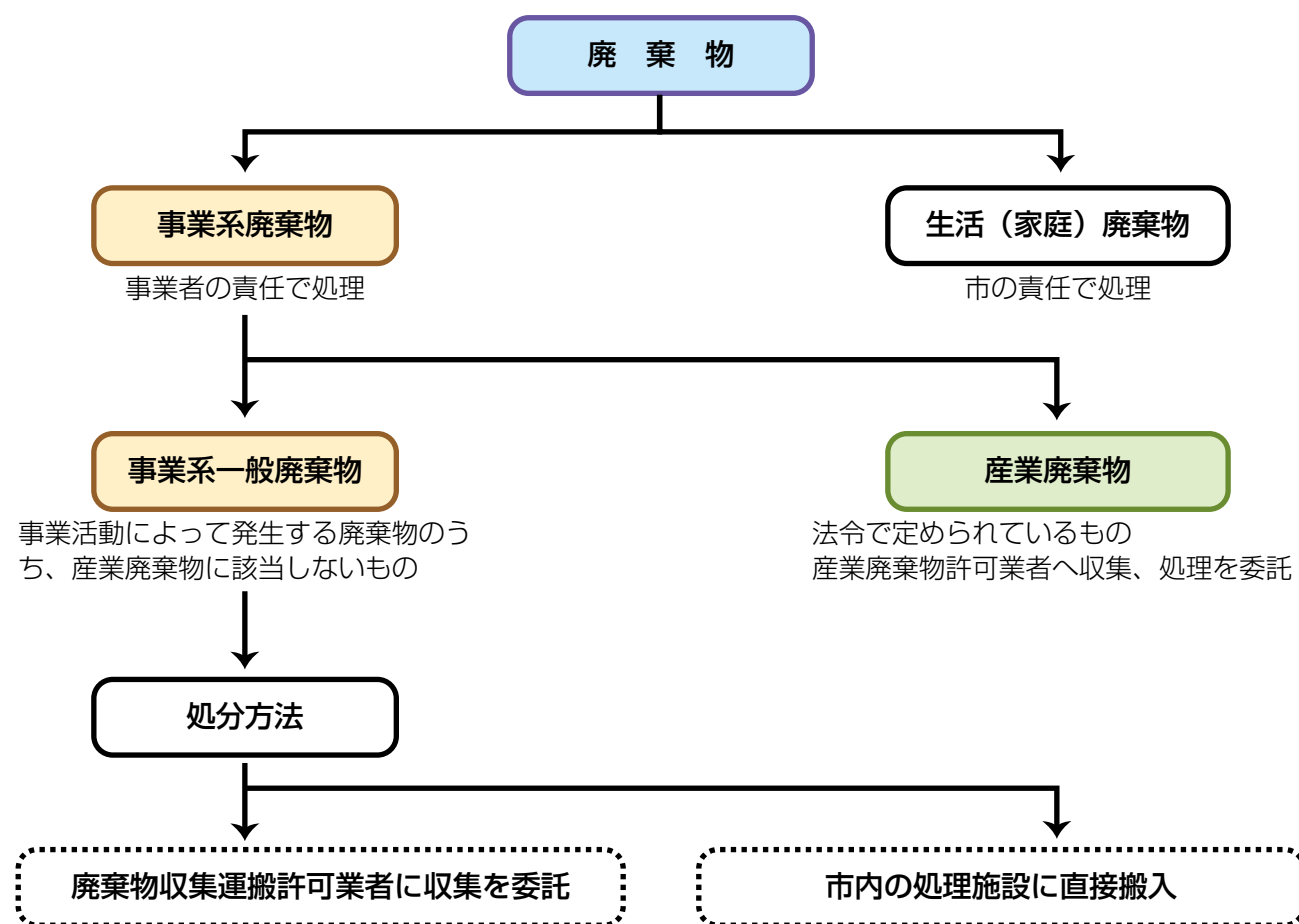 廃　棄　物
事業系廃棄物
生活（家庭）廃棄物
事業者の責任で処理
市の責任で処理
事業系一般廃棄物
産業廃棄物
事業活動によって発生する廃棄物のう
ち、産業廃棄物に該当しないもの
法令で定められているもの
産業廃棄物許可業者へ収集、処理を委託
処分方法
廃棄物収集運搬許可業者に収集を委託
市内の処理施設に直接搬入